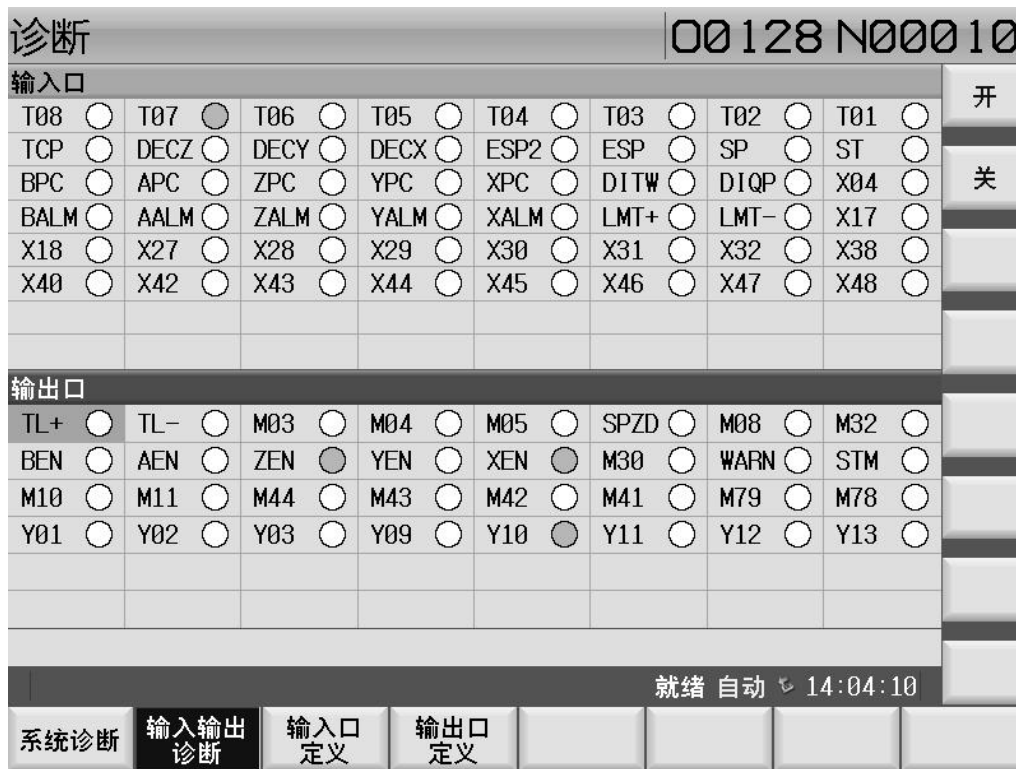 诊断 O0128 N00010
输入口
开
T08 T07 T06 T05 T04 T03 T02 T01
TCP DECZ DECY DECX ESP2 ESP SP ST
关
BPC APC ZPC YPC XPC DITW DIQP X04
BALM AALM ZALM YALM XALM LMT+ LMT- X17
X18 X27 X28 X29 X30 X31 X32 X38
X40 X42 X43 X44 X45 X46 X47 X48
输出口
TL+ TL- M03 M04 M05 SPZD M08 M32
BEN AEN ZEN YEN XEN M30 WARN STM
M10 M11 M44 M43 M42 M41 M79 M78
Y01 Y02 Y03 Y09 Y10 Y11 Y12 Y13
就绪 自动 14:04:10
系统诊断
输入输出
诊断
输入口
定义
输出口
定义